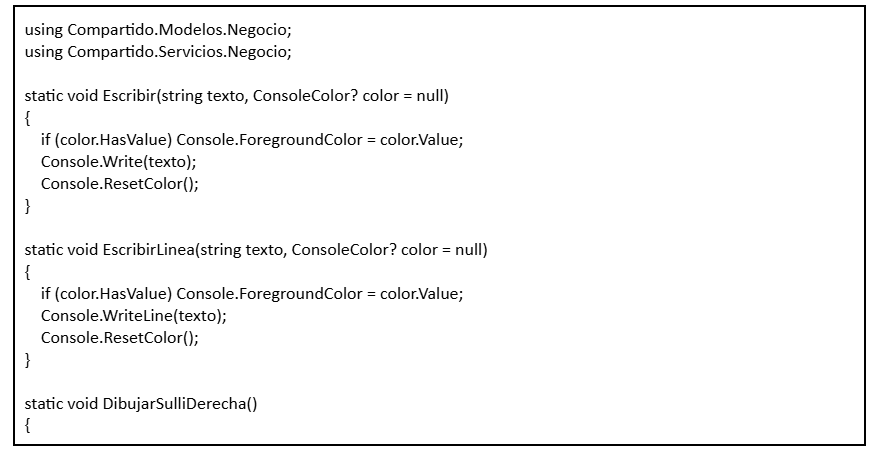 using Compartido.Modelos.Negocio;
using Compartido.Servicios.Negocio;

static void Escribir(string texto, ConsoleColor? color = null)
{
    if (color.HasValue) Console.ForegroundColor = color.Value;
    Console.Write(texto);
    Console.ResetColor();
}

static void EscribirLinea(string texto, ConsoleColor? color = null)
{
    if (color.HasValue) Console.ForegroundColor = color.Value;
    Console.WriteLine(texto);
    Console.ResetColor();
}

static void DibujarSulliDerecha()
{